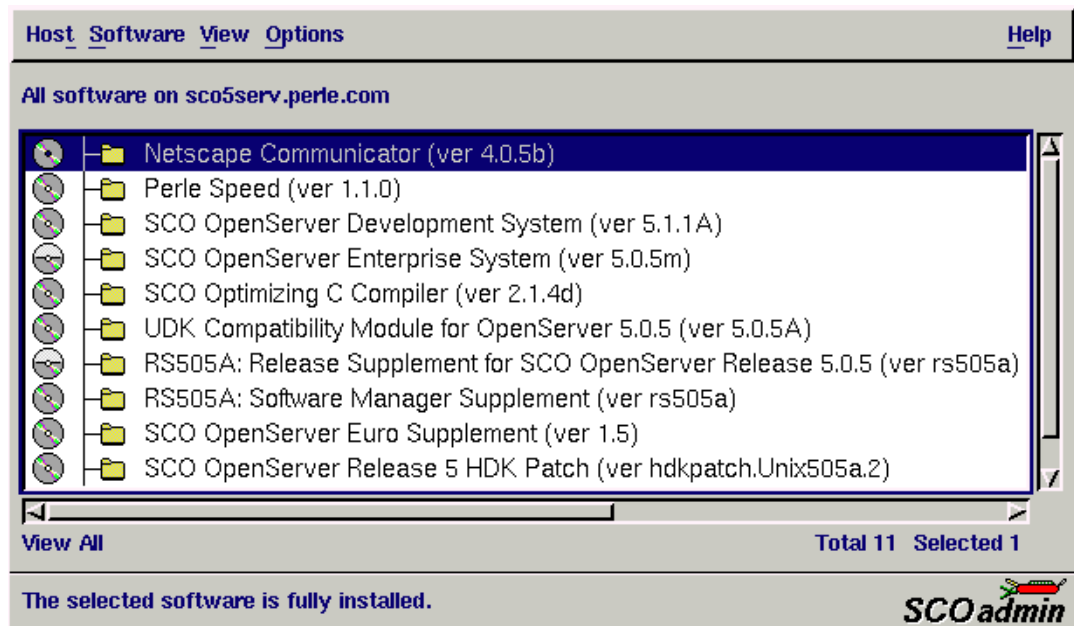 Host Software View Options Help
All software on sco5serv.perle.com
Netscape Communicator (ver 4.0.5b)
Perle Speed (ver 1.1.0)
SCO OpenServer Development System (ver 5.1.1A)
SCO OpenServer Enterprise System (ver 5.0.5m)
SCO Optimizing C Compiler (ver 2.1.4d)
UDK Compatibility Module for OpenServer 5.0.5 (ver 5.0.5A)
RS505A: Release Supplement for SCO OpenServer Release 5.0.5 (ver rs505a)
RS505A: Software Manager Supplement (ver rs505a)
SCO OpenServer Euro Supplement (ver 1.5)
SCO OpenServer Release 5 HDK Patch (ver hdkpatch.Unix505a.2)
View All Total 11 Selected 1
The selected software is fully installed.
SCOadmin